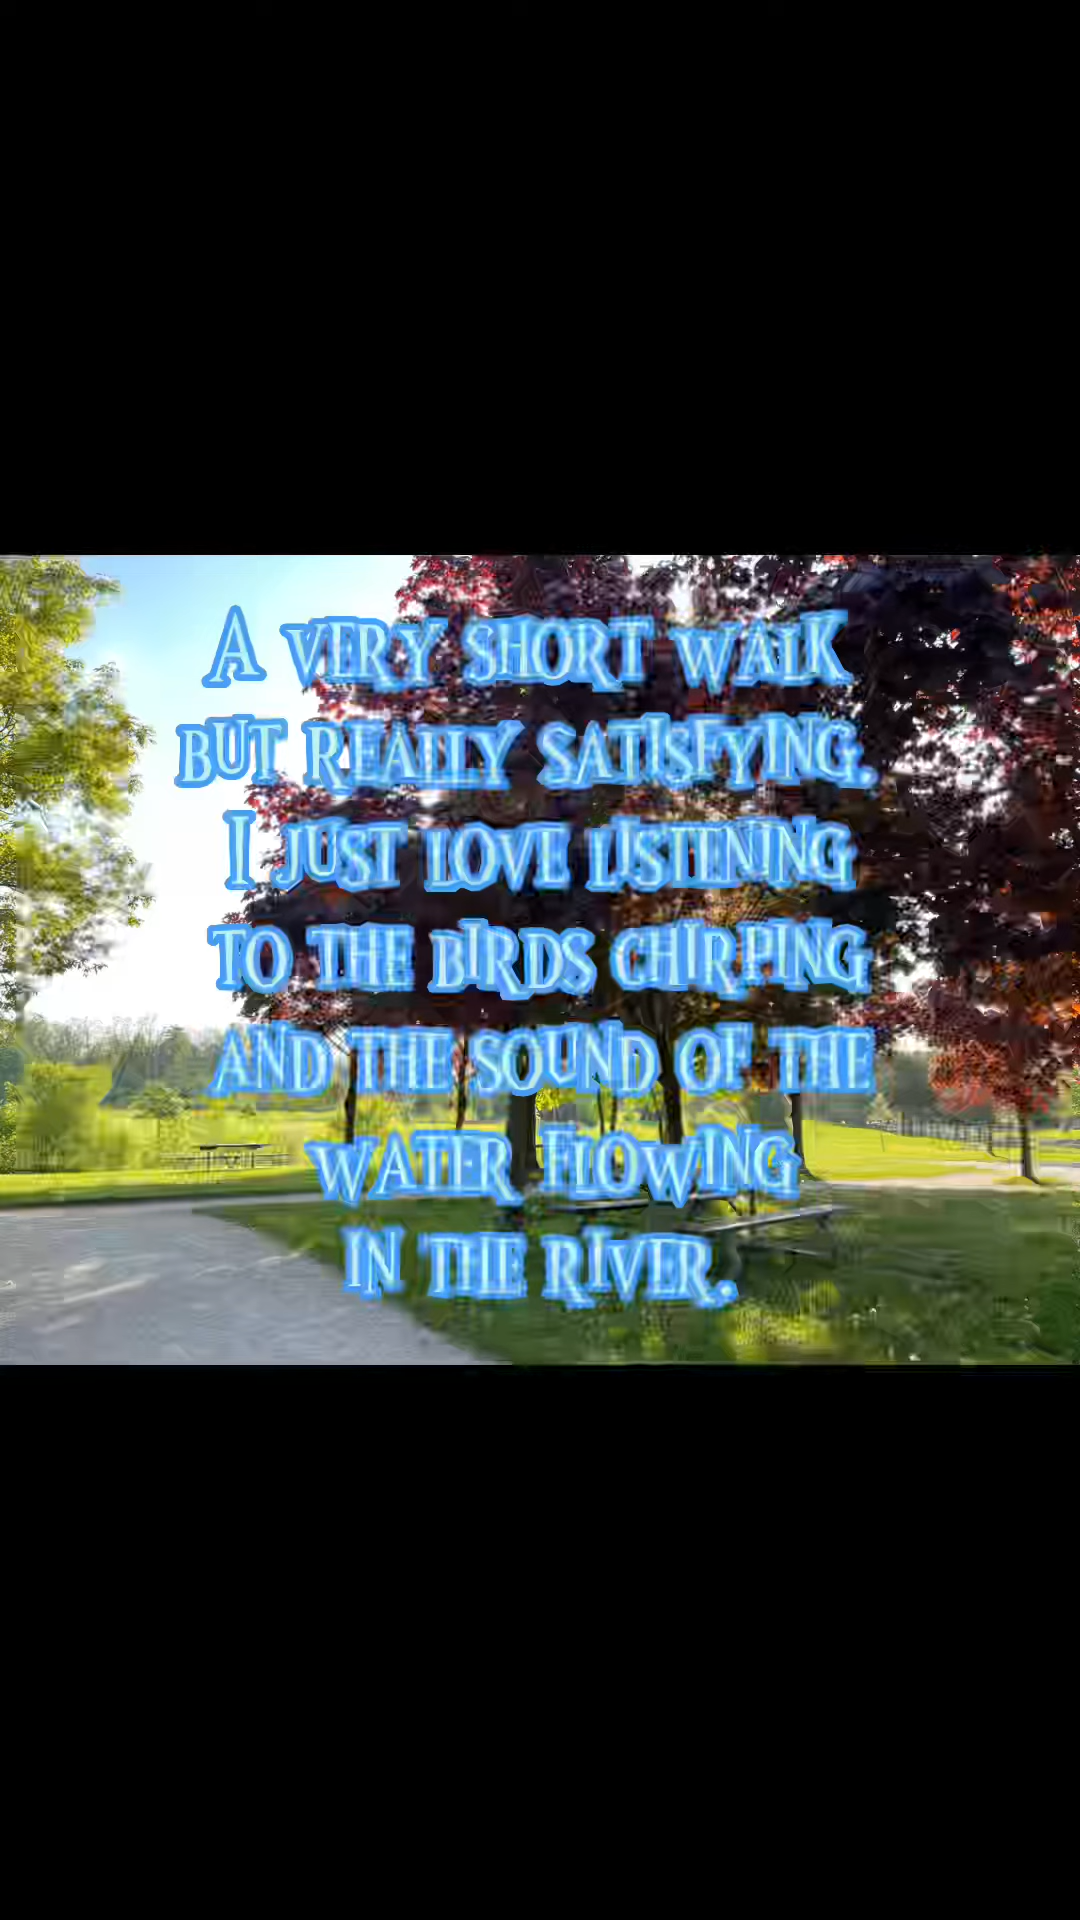 A VERY SHORT WALK
BUT REALLY SATISFYING.
I JUST LOVE LISTENING
TO THE BIRDS CHIRPING
AND THE SOUND OF THE
WATER FLOWING
IN THE RIVER.